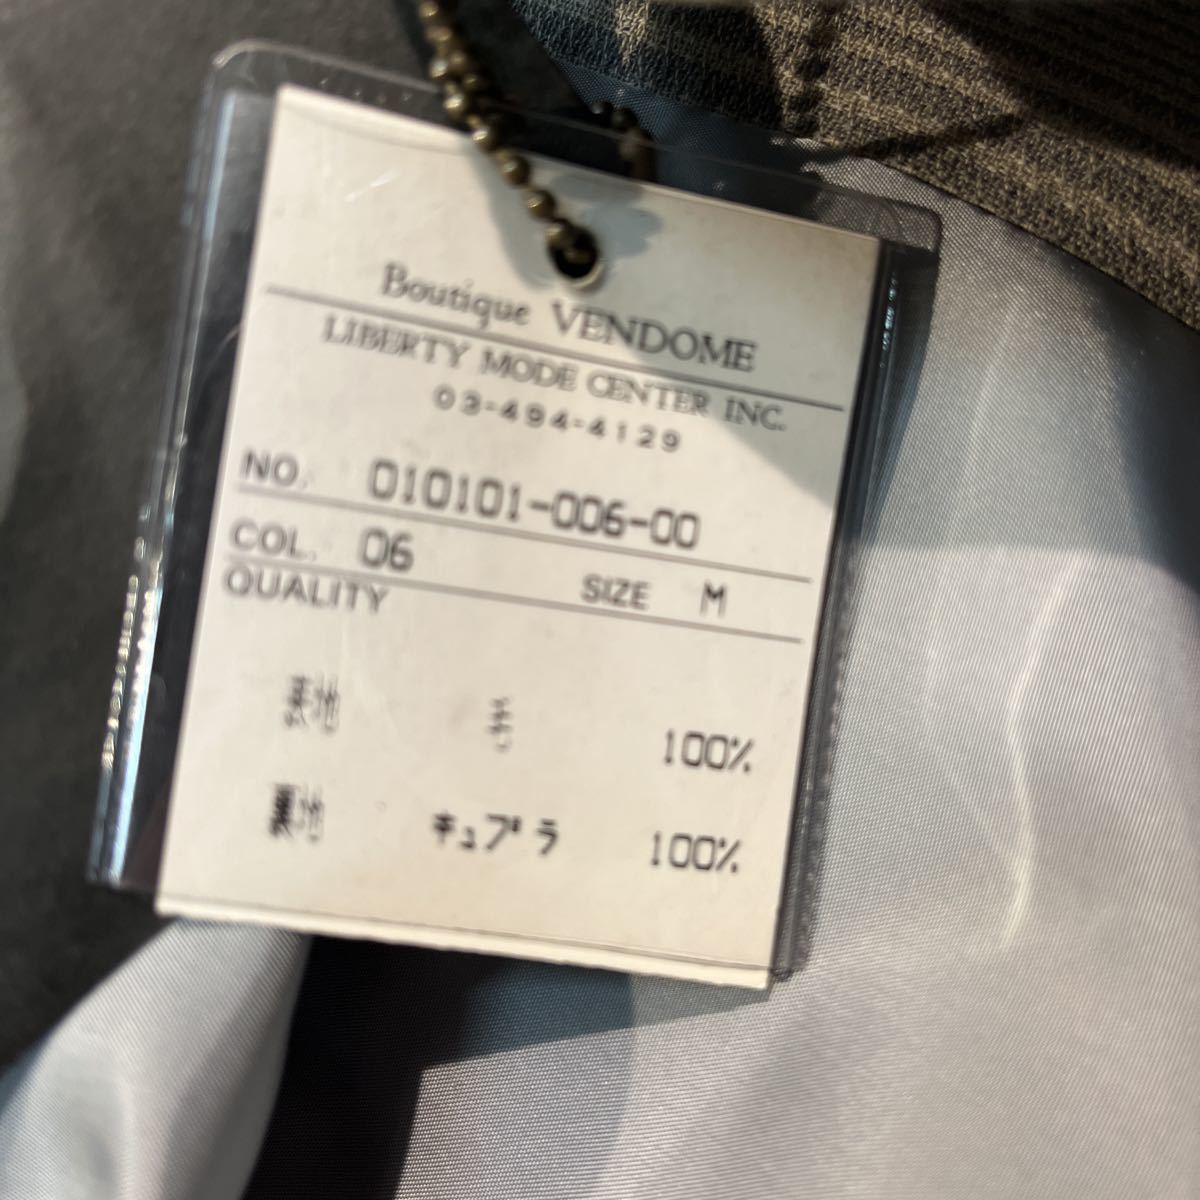 Boutique VENDOME
LIBERTY MODE CENTER INC.
03-494-4129
NO. 010101-006-00
COL. 06 SIZE M
QUALITY
表地 100%
裏地 キュプラ 100%